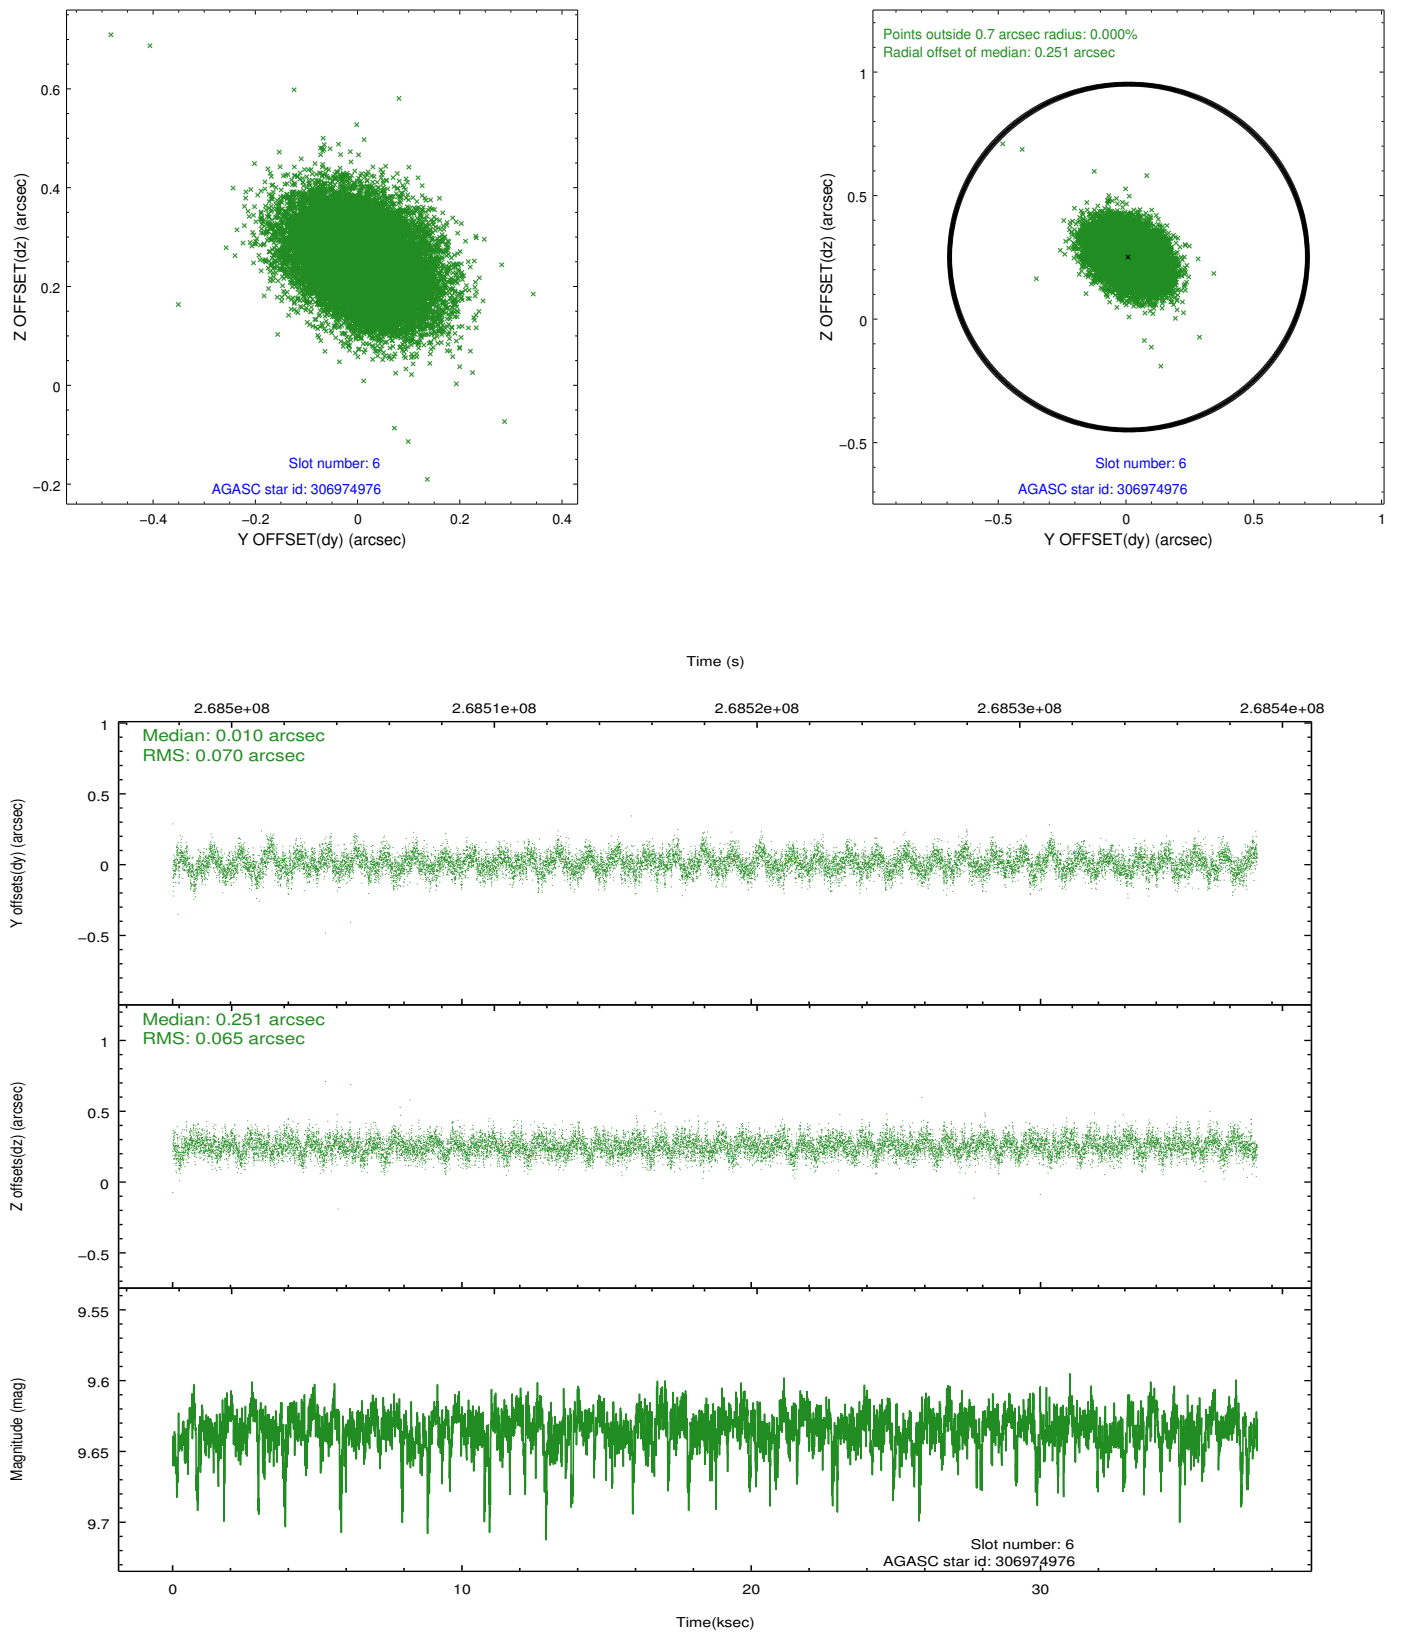 0.6
0.4
0.2
0
−0.2
−0.4
−0.2
0
0.2
0.4
Z OFFSET(dz) (arcsec)
Y OFFSET(dy) (arcsec)
Slot number: 6
AGASC star id: 306974976
Points outside 0.7 arcsec radius: 0.000%
Radial offset of median: 0.251 arcsec
1
0.5
0
−0.5
−0.5
0
0.5
1
Z OFFSET(dz) (arcsec)
Y OFFSET(dy) (arcsec)
Slot number: 6
AGASC star id: 306974976
Time (s)
2.685e+08
2.6851e+08
2.6852e+08
2.6853e+08
2.6854e+08
Median: 0.010 arcsec
RMS: 0.070 arcsec
1
0.5
0
−0.5
Y offsets(dy) (arcsec)
Median: 0.251 arcsec
RMS: 0.065 arcsec
1
0.5
0
−0.5
Z offsets(dz) (arcsec)
9.55
9.6
9.65
9.7
Magnitude (mag)
Slot number: 6
AGASC star id: 306974976
0
10
20
30
Time(ksec)